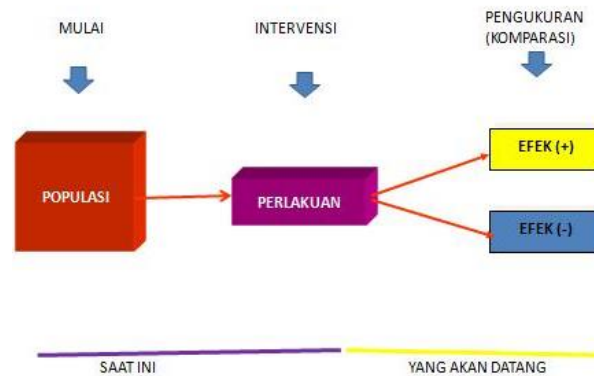 MULAI
INTERVENSI
PENGUKURAN
(KOMPARASI)
POPULASI
PERLAKUAN
EFEK (+)
EFEK (-)
SAAT INI
YANG AKAN DATANG